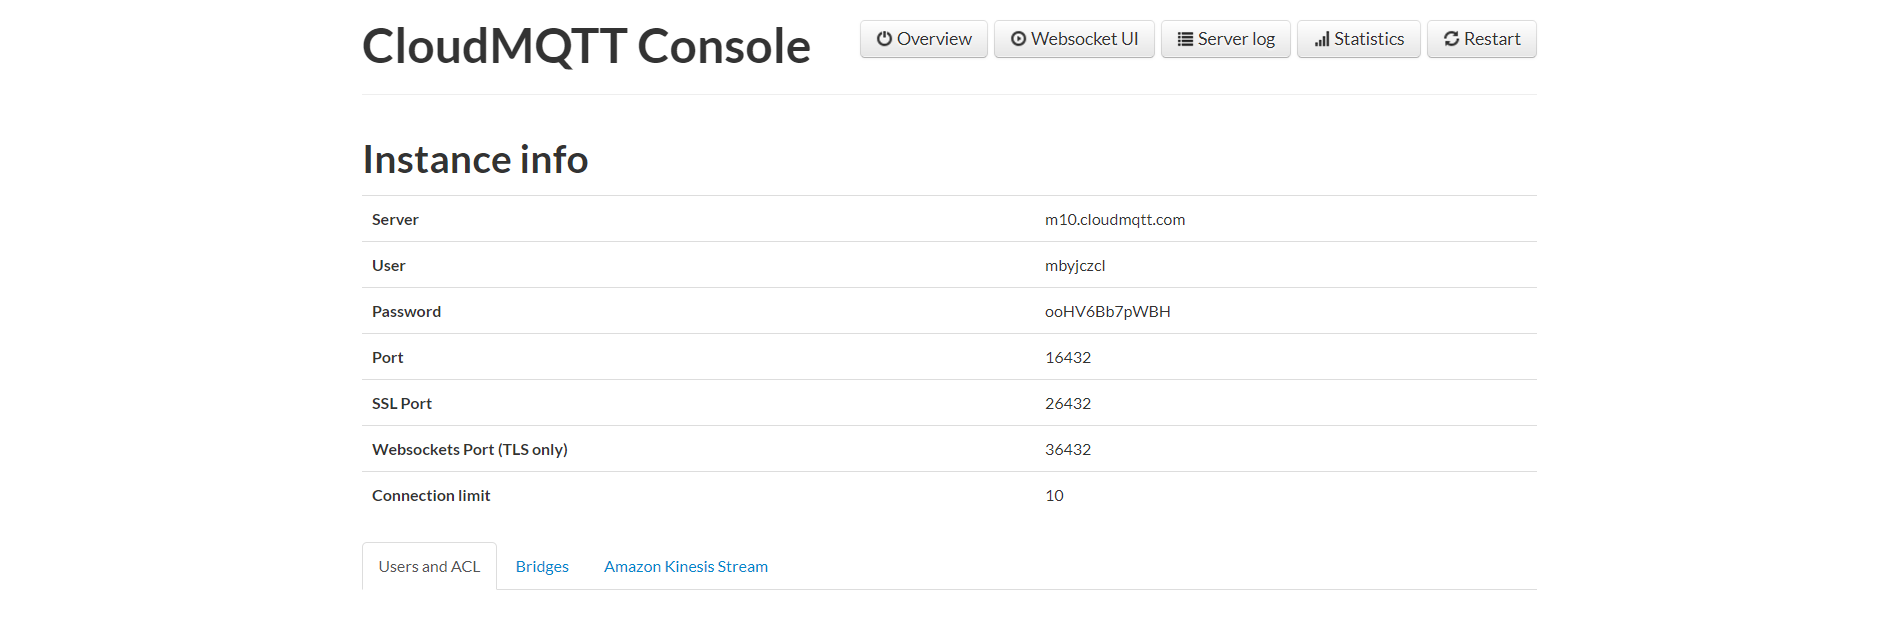 CloudMQTT Console
Overview Websocket UI Server log Statistics Restart
Instance info
Server m10.cloudmqtt.com
User mbyjczcl
Password ooHV6Bb7pWBH
Port 16432
SSL Port 26432
Websockets Port (TLS only) 36432
Connection limit 10
Users and ACL Bridges Amazon Kinesis Stream